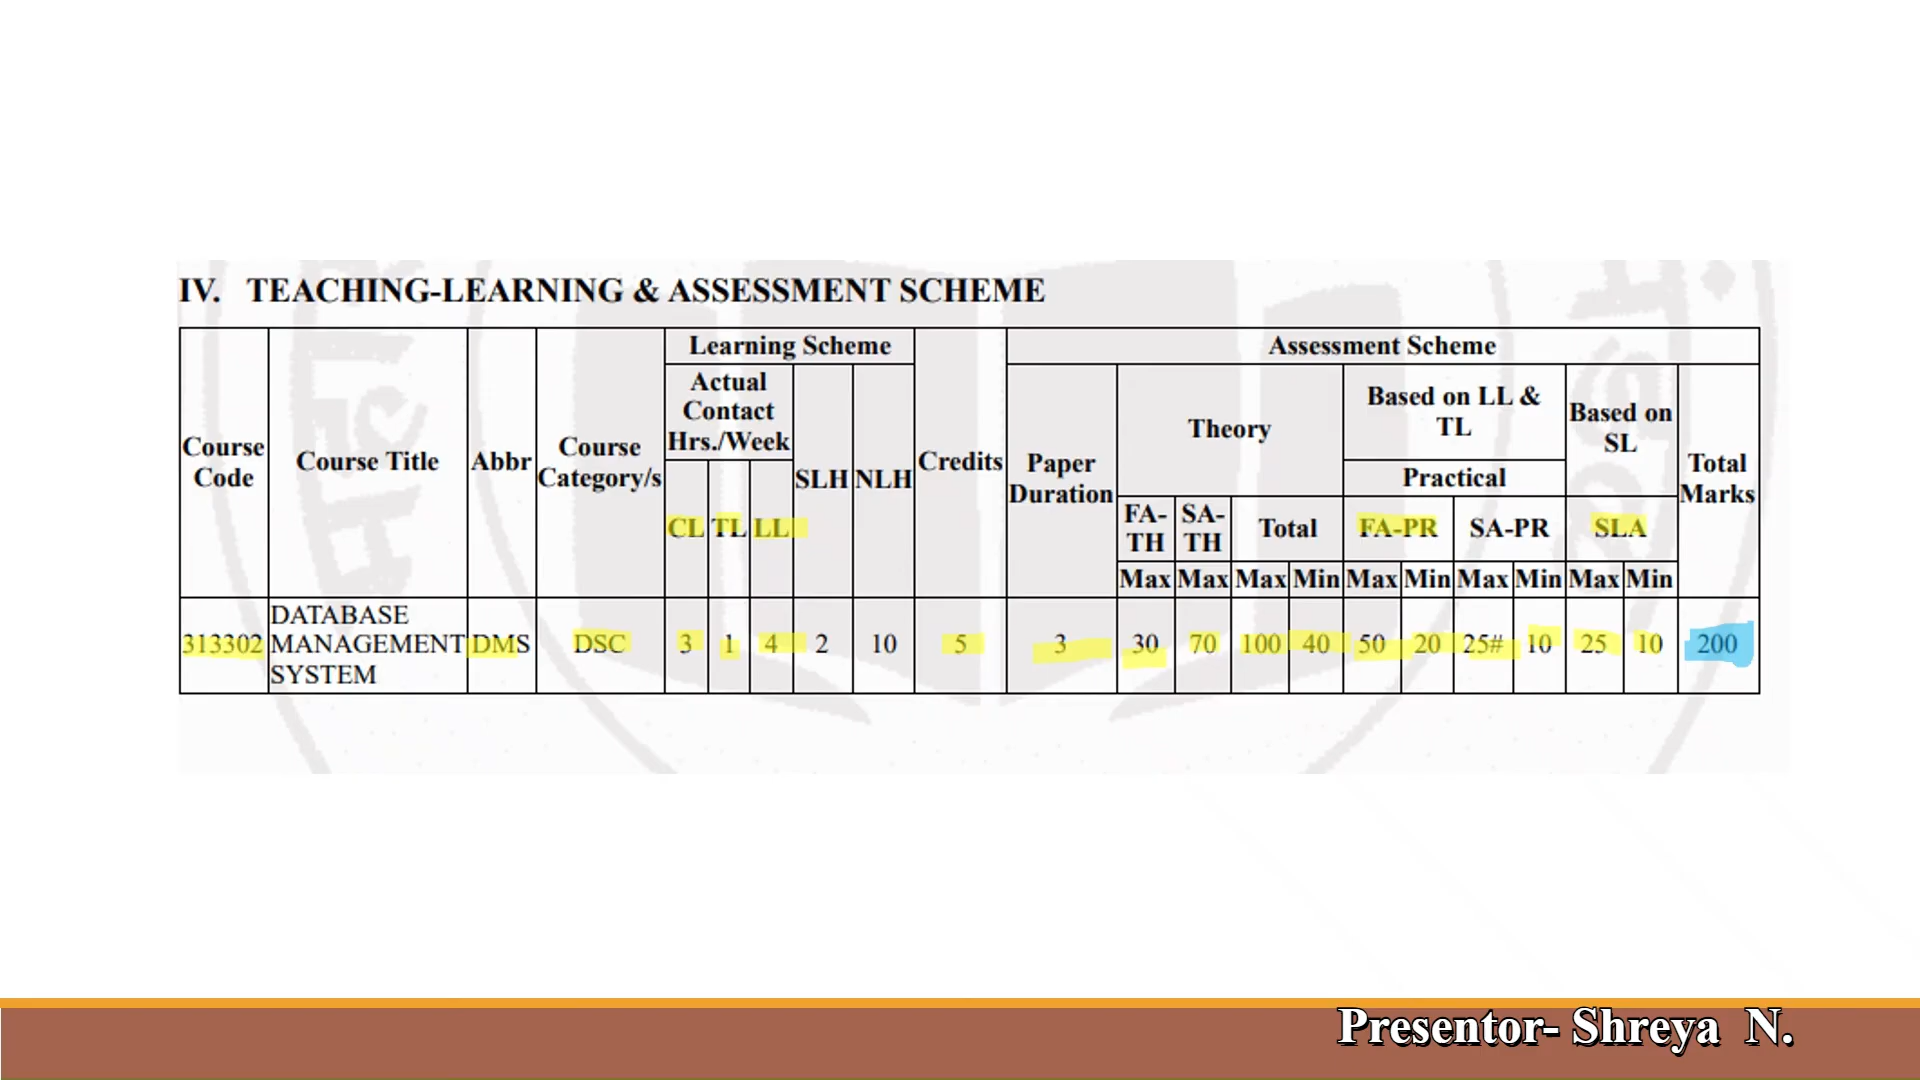 IV. TEACHING-LEARNING & ASSESSMENT SCHEME
Course Code
Course Title
Abbr
Course Category/s
Learning Scheme
Actual Contact Hrs./Week
CL TL LL
SLH
NLH
Credits
Assessment Scheme
Paper Duration
Theory
Based on LL & TL
Practical
Based on SL
Total Marks
FA-TH SA-TH Total FA-PR SA-PR SLA
Max Max Max Min Max Min Max Min Max Min
313302 DATABASE MANAGEMENT SYSTEM DMS DSC 3 1 4 2 10 5 3 30 70 100 40 50 20 25# 10 25 10 200
Presentor- Shreya N.